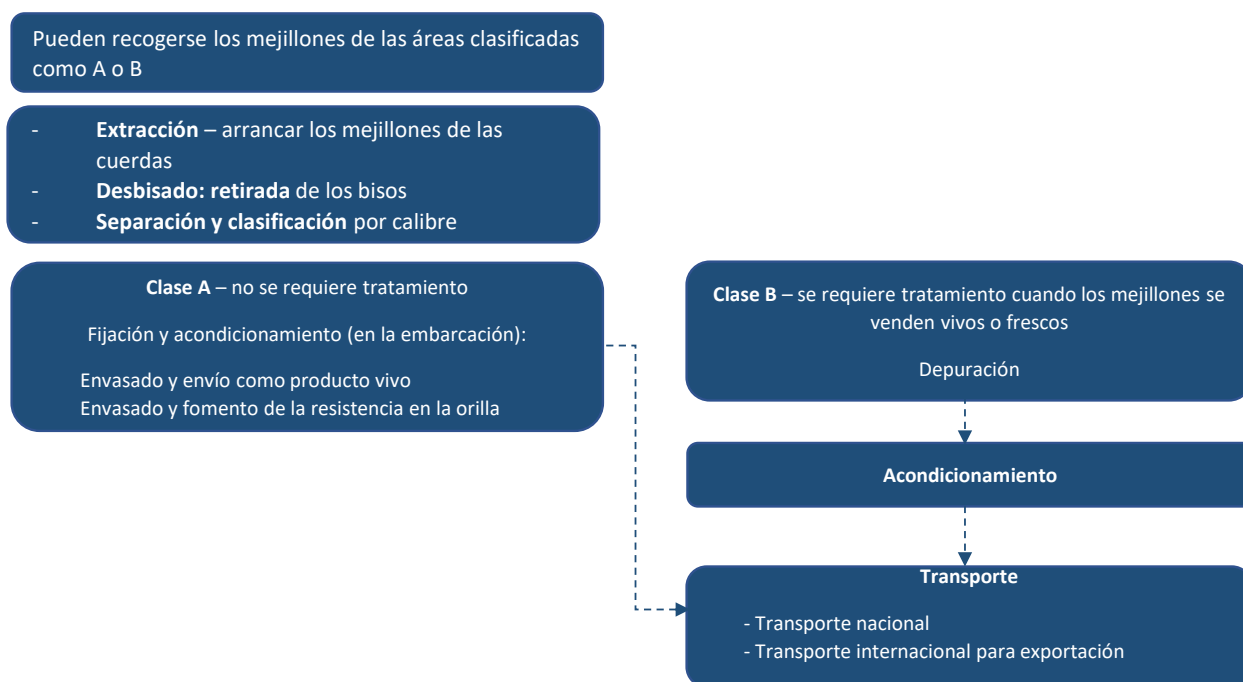 Pueden recogerse los mejillones de las áreas clasificadas
como A o B
- Extracción – arrancar los mejillones de las
cuerdas
- Desbisado: retirada de los bisos
- Separación y clasificación por calibre
Clase A – no se requiere tratamiento
Fijación y acondicionamiento (en la embarcación):
Envasado y envío como producto vivo
Envasado y fomento de la resistencia en la orilla
Clase B – se requiere tratamiento cuando los mejillones se
venden vivos o frescos
Depuración
Acondicionamiento
Transporte
- Transporte nacional
- Transporte internacional para exportación